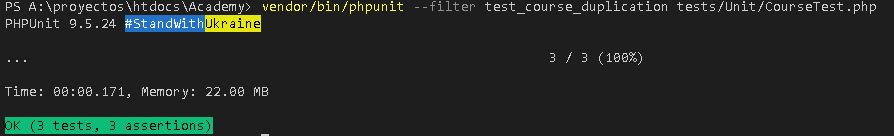 PS A:\proyectos\htdocs\Academy> vendor/bin/phpunit --filter test_course_duplication tests/Unit/CourseTest.php
PHPUnit 9.5.24 #StandWithUkraine
...                                                                 3 / 3 (100%)
Time: 00:00.171, Memory: 22.00 MB
OK (3 tests, 3 assertions)